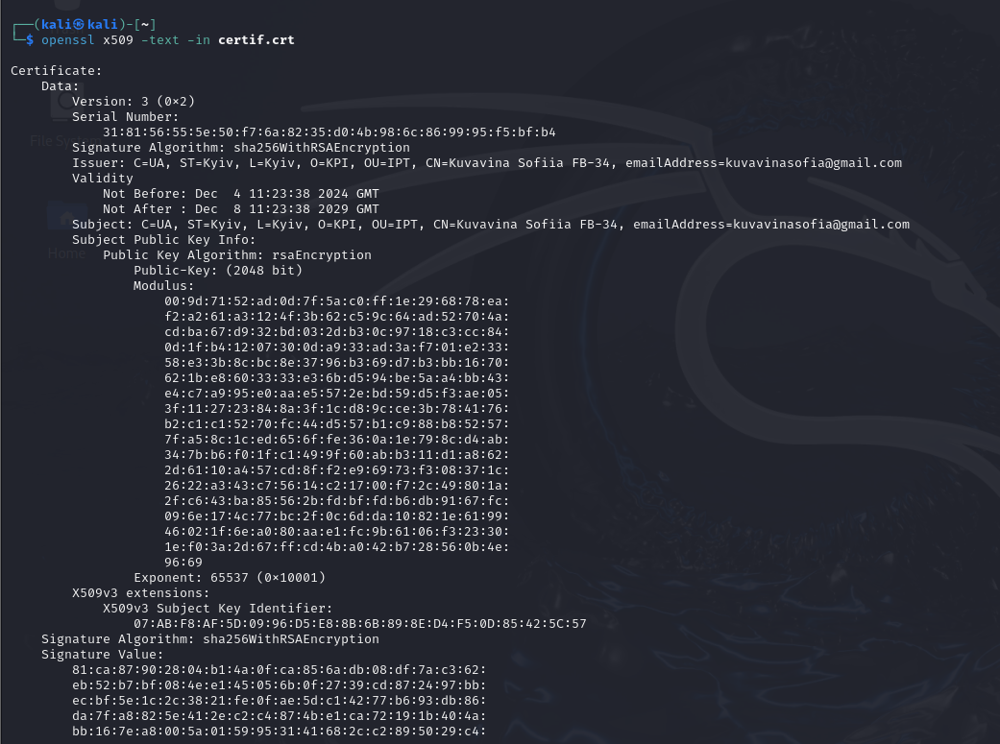 ┌──(kali㉿kali)-[~]
└─$ openssl x509 -text -in certif.crt
Certificate:
    Data:
        Version: 3 (0×2)
        Serial Number:
            31:81:56:55:5e:50:f7:6a:82:35:d0:4b:98:6c:86:99:95:f5:bf:b4
        Signature Algorithm: sha256WithRSAEncryption
        Issuer: C=UA, ST=Kyiv, L=Kyiv, O=KPI, OU=IPT, CN=Kuvavina Sofiia FB-34, emailAddress=kuvavinasofia@gmail.com
        Validity
            Not Before: Dec  4 11:23:38 2024 GMT
            Not After : Dec  8 11:23:38 2029 GMT
        Subject: C=UA, ST=Kyiv, L=Kyiv, O=KPI, OU=IPT, CN=Kuvavina Sofiia FB-34, emailAddress=kuvavinasofia@gmail.com
        Subject Public Key Info:
            Public Key Algorithm: rsaEncryption
                Public-Key: (2048 bit)
                Modulus:
                    00:9d:71:52:ad:0d:7f:5a:c0:ff:1e:29:68:78:ea:
                    f2:a2:61:a3:12:4f:3b:62:c5:9c:64:ad:52:70:4a:
                    cd:ba:67:d9:32:bd:03:2d:b3:0c:97:18:c3:cc:84:
                    0d:1f:b4:12:07:30:0d:a9:33:ad:3a:f7:01:e2:33:
                    58:e3:3b:8c:bc:8e:37:96:b3:69:d7:b3:bb:16:70:
                    62:1b:e8:60:33:33:e3:6b:d5:94:be:5a:a4:bb:43:
                    e4:c7:a9:95:e0:aa:e5:57:2e:bd:59:d5:f3:ae:05:
                    3f:11:27:23:84:8a:3f:1c:d8:9c:ce:3b:78:41:76:
                    b2:c1:c1:52:70:fc:44:d5:57:b1:c9:88:b8:52:57:
                    7f:a5:8c:1c:ed:65:6f:fe:36:0a:1e:79:8c:d4:ab:
                    34:7b:b6:f0:1f:c1:49:9f:60:ab:b3:11:d1:a8:62:
                    2d:61:10:a4:57:cd:8f:f2:e9:69:73:f3:08:37:1c:
                    26:22:a3:43:c7:56:14:c2:17:00:f7:2c:49:80:1a:
                    2f:c6:43:ba:85:56:2b:fd:bf:fd:b6:db:91:67:fc:
                    09:6e:17:4c:77:bc:2f:0c:6d:da:10:82:1e:61:99:
                    46:02:1f:6e:a0:80:aa:e1:fc:9b:61:06:f3:23:30:
                    1e:f0:3a:2d:67:ff:cd:4b:a0:42:b7:28:56:0b:4e:
                    96:69
                Exponent: 65537 (0×10001)
        X509v3 extensions:
            X509v3 Subject Key Identifier:
                07:AB:F8:AF:5D:09:96:D5:E8:8B:6B:89:8E:D4:F5:0D:85:42:5C:57
    Signature Algorithm: sha256WithRSAEncryption
    Signature Value:
        81:ca:87:90:28:04:b1:4a:0f:ca:85:6a:db:08:df:7a:c3:62:
        eb:52:b7:bf:08:4e:e1:45:05:6b:0f:27:39:cd:87:24:97:bb:
        ec:bf:5e:1c:2c:38:21:fe:0f:ae:5d:c1:42:77:b6:93:db:86:
        da:7f:a8:82:5e:41:2e:c2:c4:87:4b:e1:ca:72:19:1b:40:4a:
        bb:16:7e:a8:00:5a:01:59:95:31:41:68:2c:c2:89:50:29:c4:
File System
Home